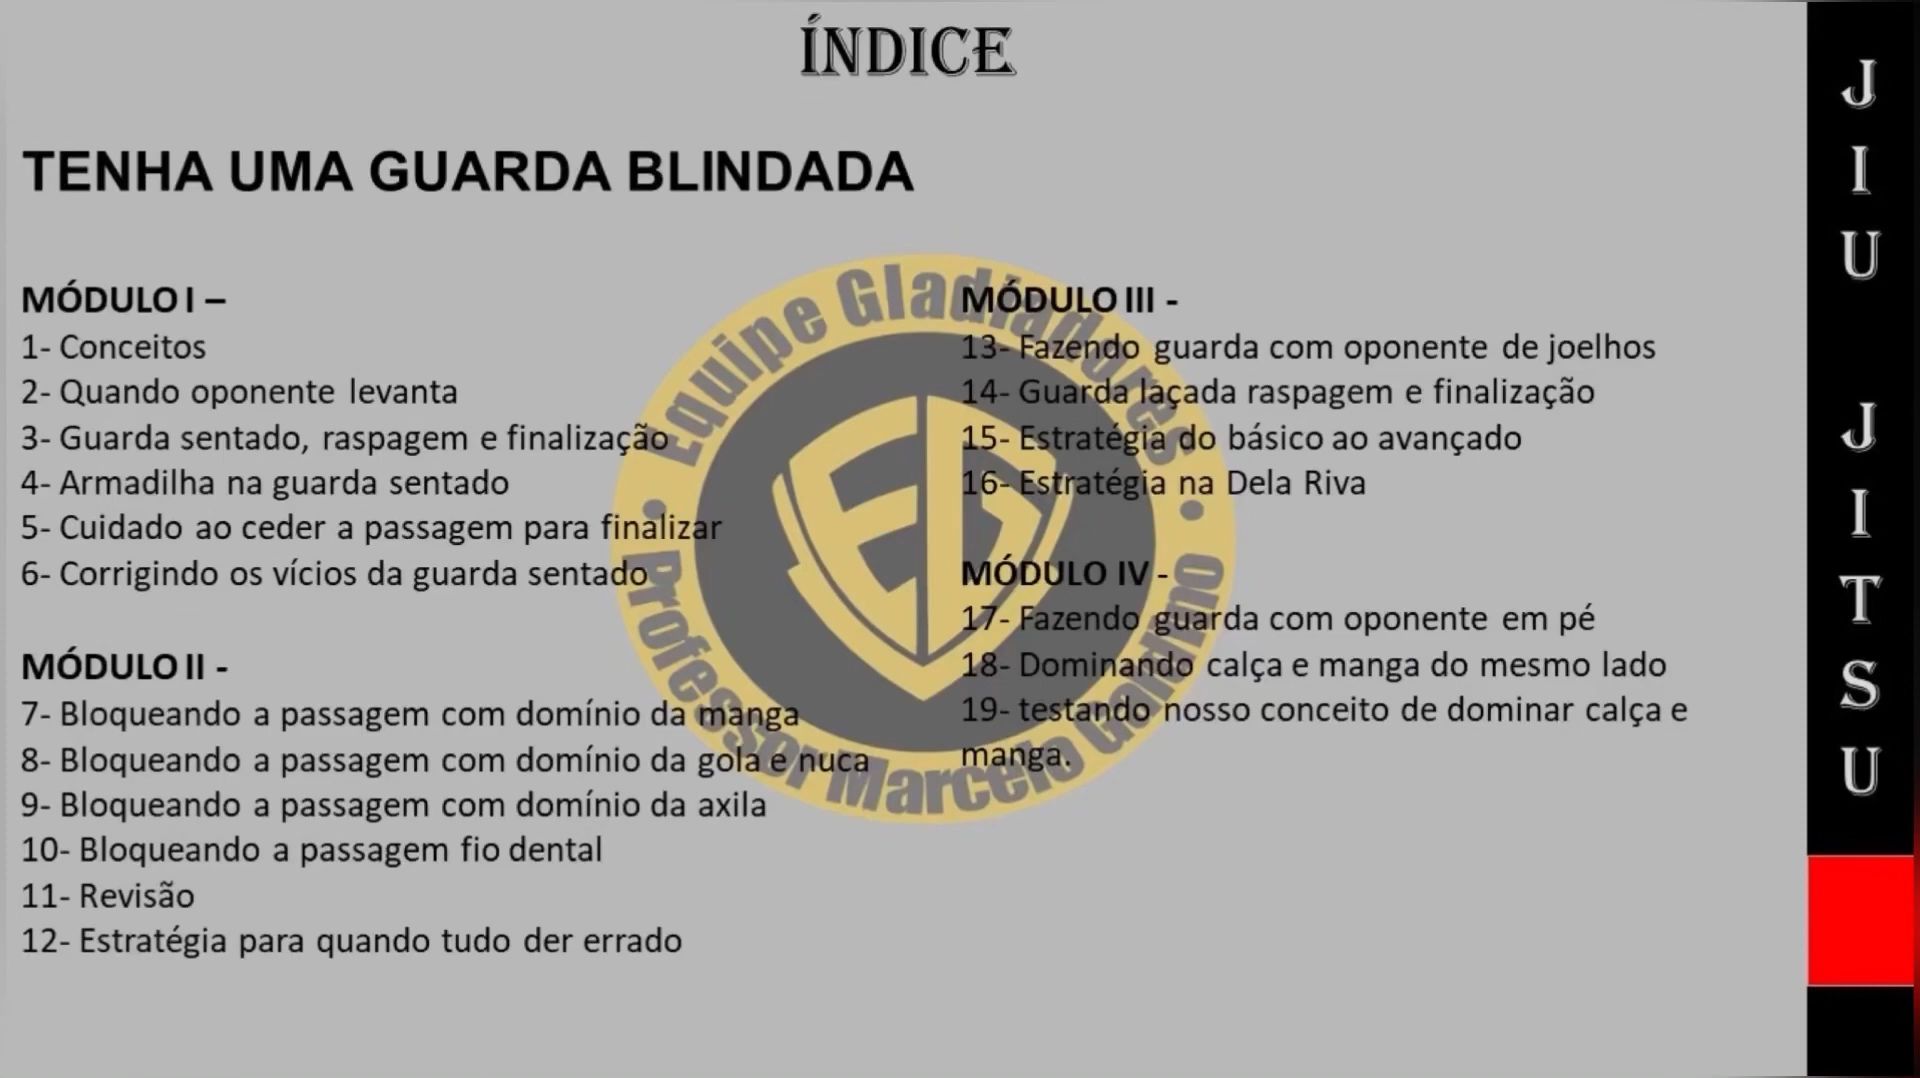 ÍNDICE
TENHA UMA GUARDA BLINDADA
MÓDULO I –
1- Conceitos
2- Quando oponente levanta
3- Guarda sentado, raspagem e finalização
4- Armadilha na guarda sentado
5- Cuidado ao ceder a passagem para finalizar
6- Corrigindo os vícios da guarda sentado
MÓDULO II -
7- Bloqueando a passagem com domínio da manga
8- Bloqueando a passagem com domínio da gola e nuca
9- Bloqueando a passagem com domínio da axila
10- Bloqueando a passagem fio dental
11- Revisão
12- Estratégia para quando tudo der errado
MÓDULO III -
13- Fazendo guarda com oponente de joelhos
14- Guarda laçada raspagem e finalização
15- Estratégia do básico ao avançado
16- Estratégia na Dela Riva
MÓDULO IV -
17- Fazendo guarda com oponente em pé
18- Dominando calça e manga do mesmo lado
19- testando nosso conceito de dominar calça e
manga.
Equipe Gladiadores
EG
Professor Marcelo
JIU JITSU